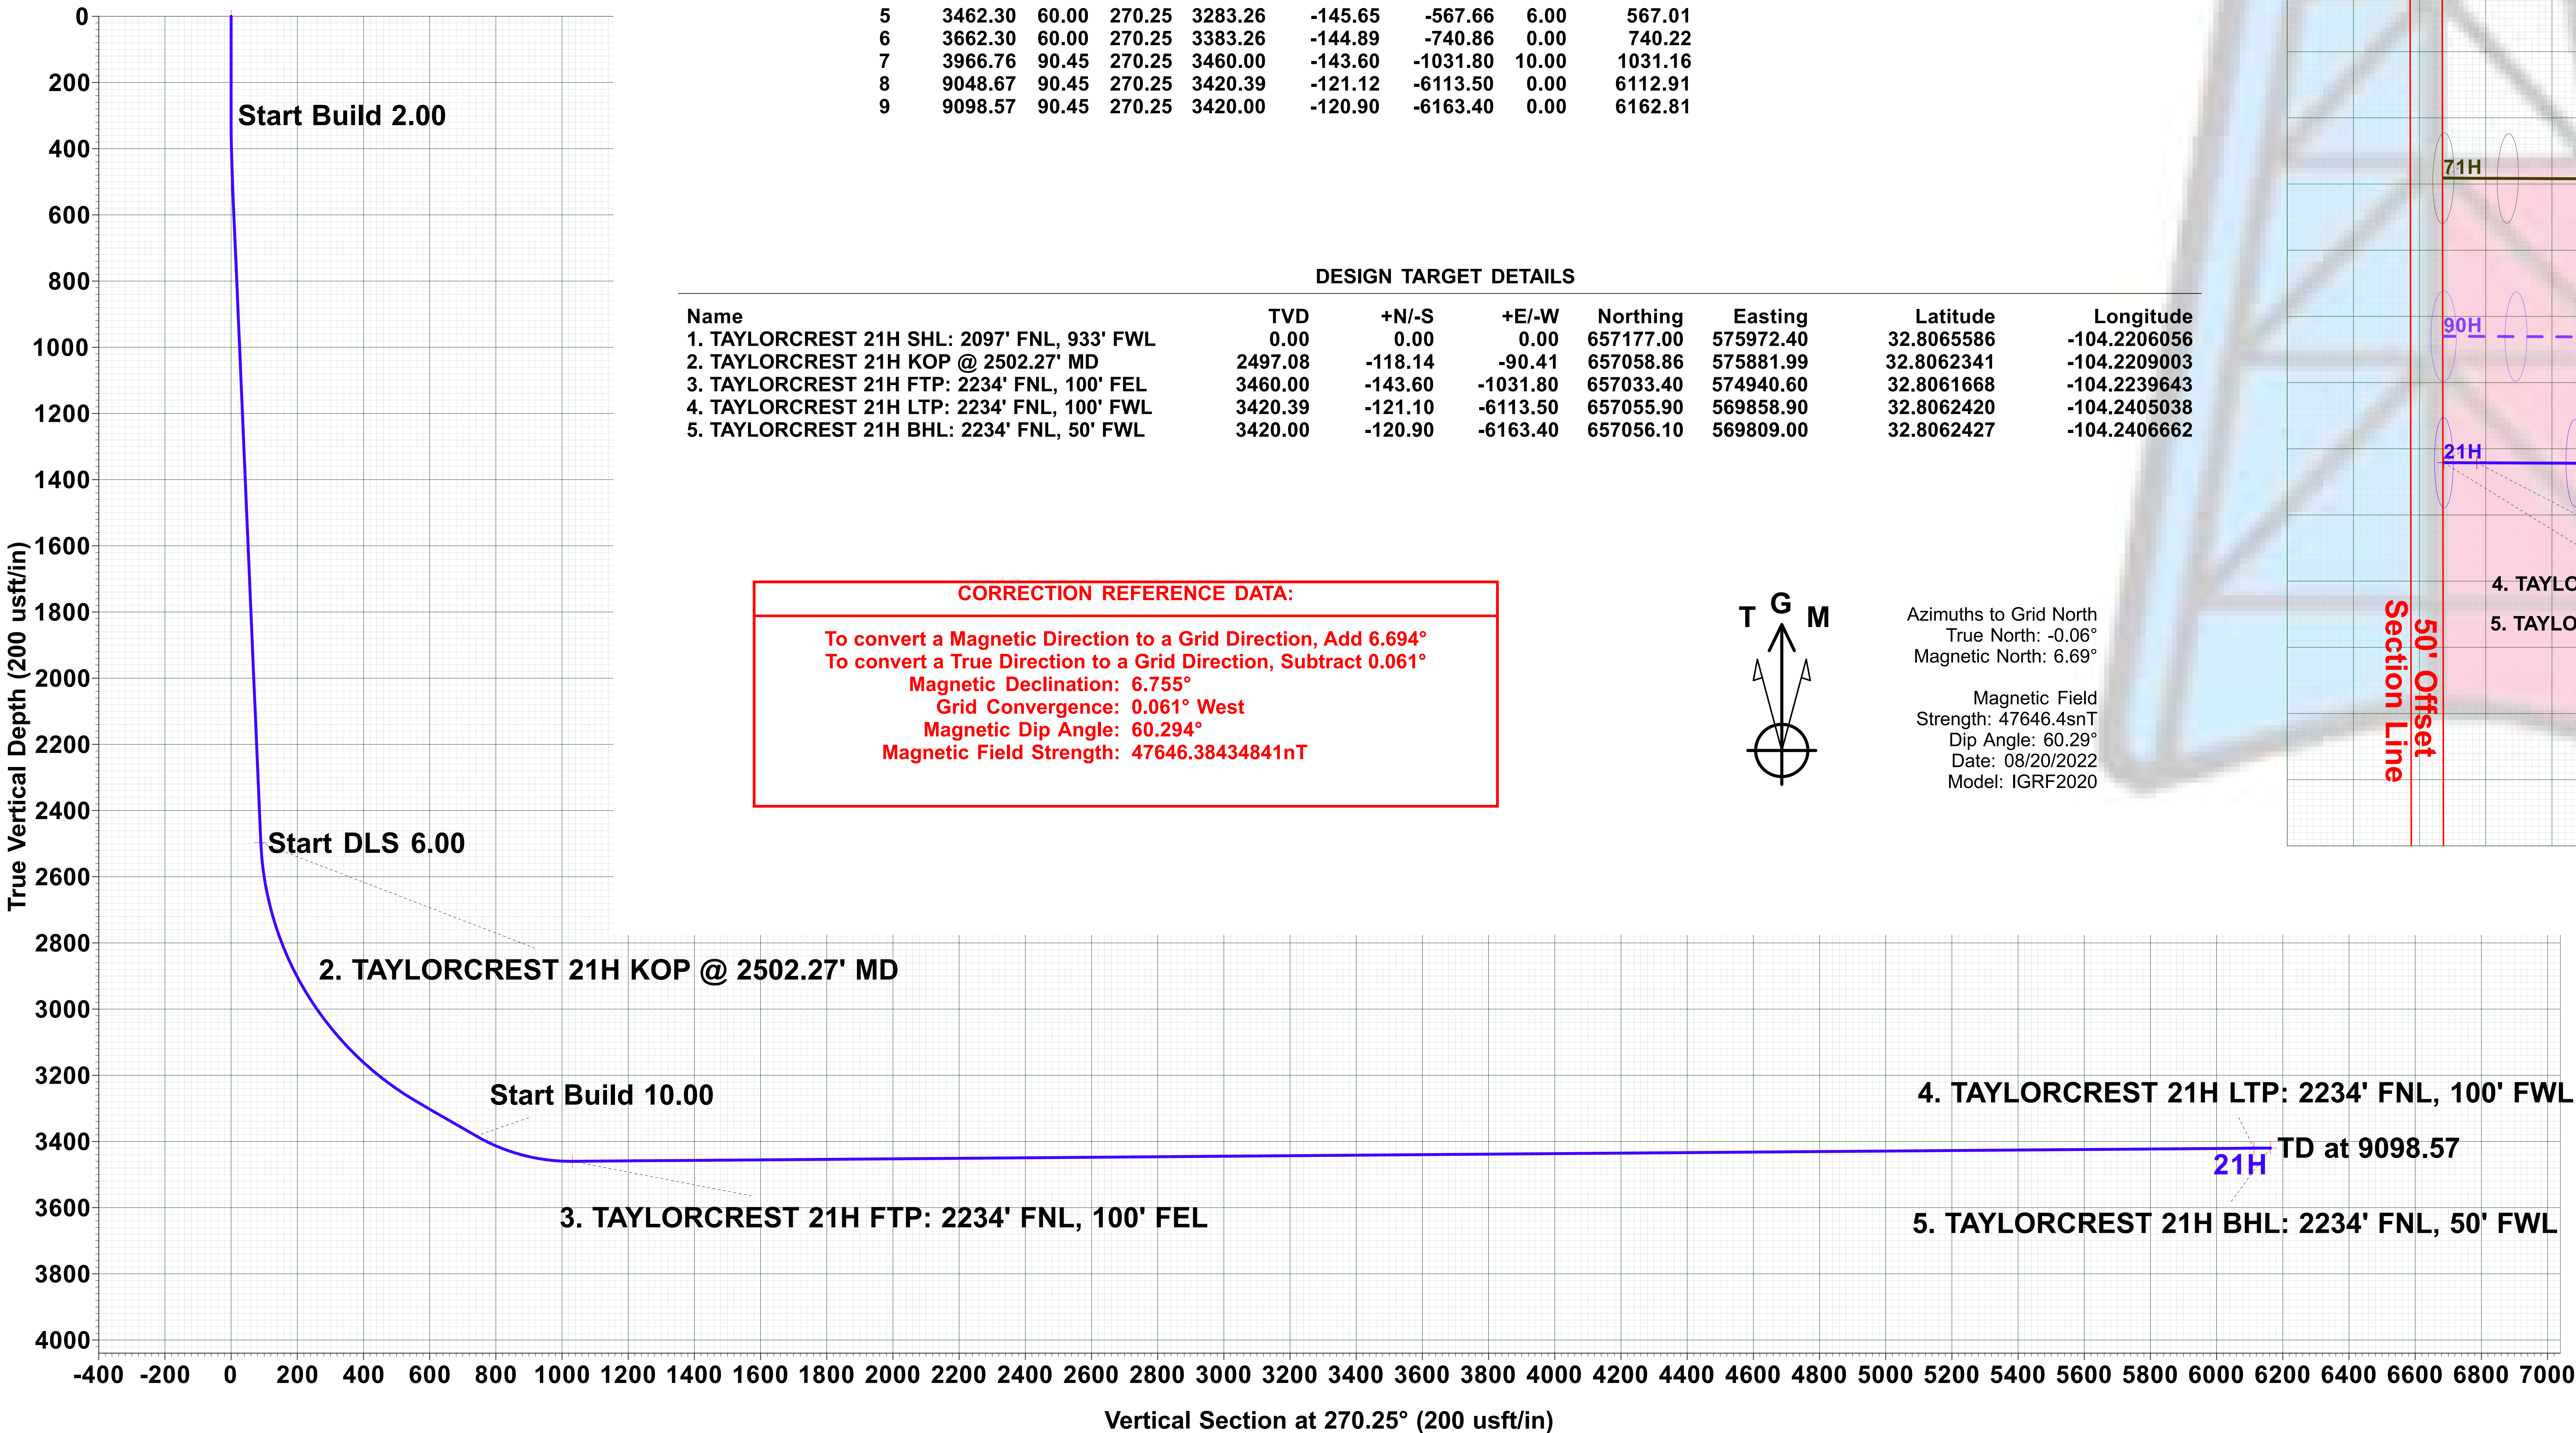 5 3462.30 60.00 270.25 3283.26 -145.65 -567.66 6.00 567.01
6 3662.30 60.00 270.25 3383.26 -144.89 -740.86 0.00 740.22
7 3966.76 90.45 270.25 3460.00 -143.60 -1031.80 10.00 1031.16
8 9048.67 90.45 270.25 3420.39 -121.12 -6113.50 0.00 6112.91
9 9098.57 90.45 270.25 3420.00 -120.90 -6163.40 0.00 6162.81
DESIGN TARGET DETAILS
Name TVD +N/-S +E/-W Northing Easting Latitude Longitude
1. TAYLORCREST 21H SHL: 2097' FNL, 933' FWL 0.00 0.00 0.00 657177.00 575972.40 32.8065586 -104.2206056
2. TAYLORCREST 21H KOP @ 2502.27' MD 2497.08 -118.14 -90.41 657058.86 575881.99 32.8062341 -104.2209003
3. TAYLORCREST 21H FTP: 2234' FNL, 100' FEL 3460.00 -143.60 -1031.80 657033.40 574940.60 32.8061668 -104.2239643
4. TAYLORCREST 21H LTP: 2234' FNL, 100' FWL 3420.39 -121.10 -6113.50 657055.90 569858.90 32.8062420 -104.2405038
5. TAYLORCREST 21H BHL: 2234' FNL, 50' FWL 3420.00 -120.90 -6163.40 657056.10 569809.00 32.8062427 -104.2406662
CORRECTION REFERENCE DATA:
To convert a Magnetic Direction to a Grid Direction, Add 6.694°
To convert a True Direction to a Grid Direction, Subtract 0.061°
Magnetic Declination: 6.755°
Grid Convergence: 0.061° West
Magnetic Dip Angle: 60.294°
Magnetic Field Strength: 47646.38434841nT
T G M
Azimuths to Grid North
True North: -0.06°
Magnetic North: 6.69°
Magnetic Field
Strength: 47646.4snT
Dip Angle: 60.29°
Date: 08/20/2022
Model: IGRF2020
71H
90H
21H
4. TAYLO
5. TAYLO
Section Line
50' Offset
True Vertical Depth (200 usft/in)
0
200
400
600
800
1000
1200
1400
1600
1800
2000
2200
2400
2600
2800
3000
3200
3400
3600
3800
4000
Start Build 2.00
Start DLS 6.00
2. TAYLORCREST 21H KOP @ 2502.27' MD
Start Build 10.00
3. TAYLORCREST 21H FTP: 2234' FNL, 100' FEL
4. TAYLORCREST 21H LTP: 2234' FNL, 100' FWL
TD at 9098.57
21H
5. TAYLORCREST 21H BHL: 2234' FNL, 50' FWL
-400 -200 0 200 400 600 800 1000 1200 1400 1600 1800 2000 2200 2400 2600 2800 3000 3200 3400 3600 3800 4000 4200 4400 4600 4800 5000 5200 5400 5600 5800 6000 6200 6400 6600 6800 7000
Vertical Section at 270.25° (200 usft/in)